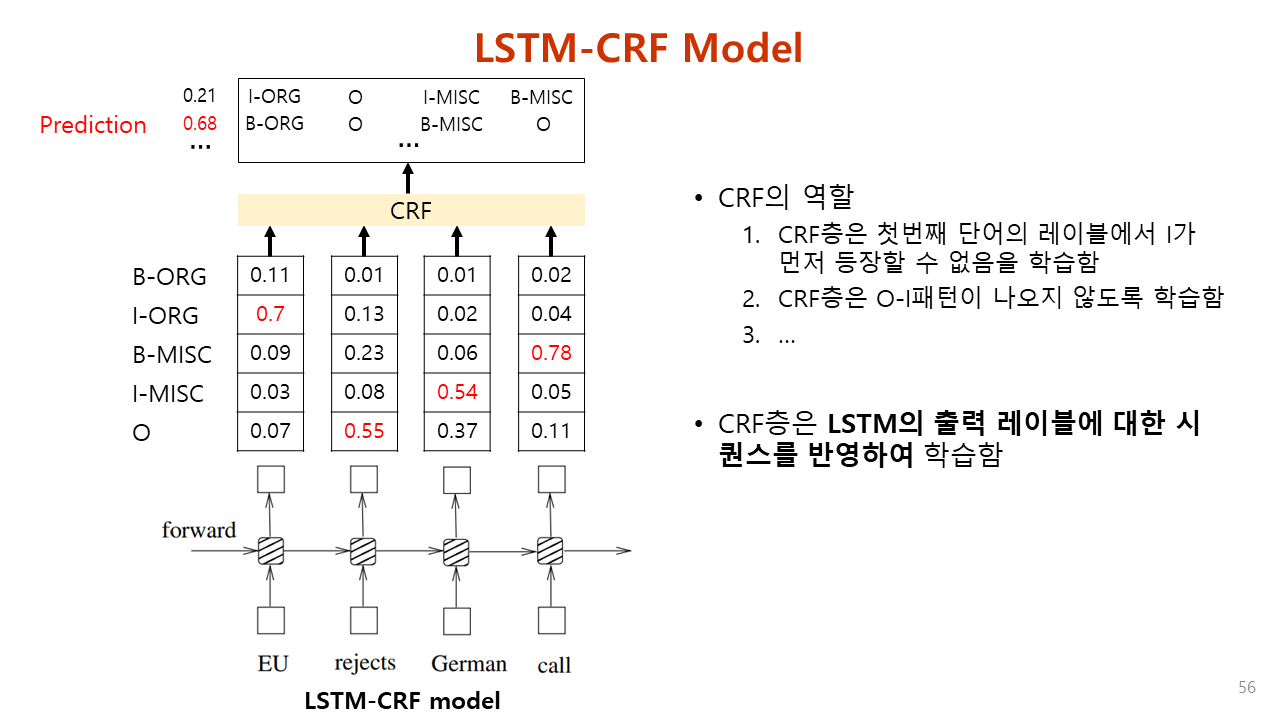 LSTM-CRF Model
0.21 I-ORG O I-MISC B-MISC
Prediction 0.68 B-ORG O B-MISC O
... ...
CRF
B-ORG 0.11 0.01 0.01 0.02
I-ORG 0.7 0.13 0.02 0.04
B-MISC 0.09 0.23 0.06 0.78
I-MISC 0.03 0.08 0.54 0.05
O 0.07 0.55 0.37 0.11
forward
EU rejects German call
LSTM-CRF model
• CRF의 역할
1. CRF층은 첫번째 단어의 레이블에서 I가
먼저 등장할 수 없음을 학습함
2. CRF층은 O-I패턴이 나오지 않도록 학습함
3. ...
• CRF층은 LSTM의 출력 레이블에 대한 시
퀀스를 반영하여 학습함
56